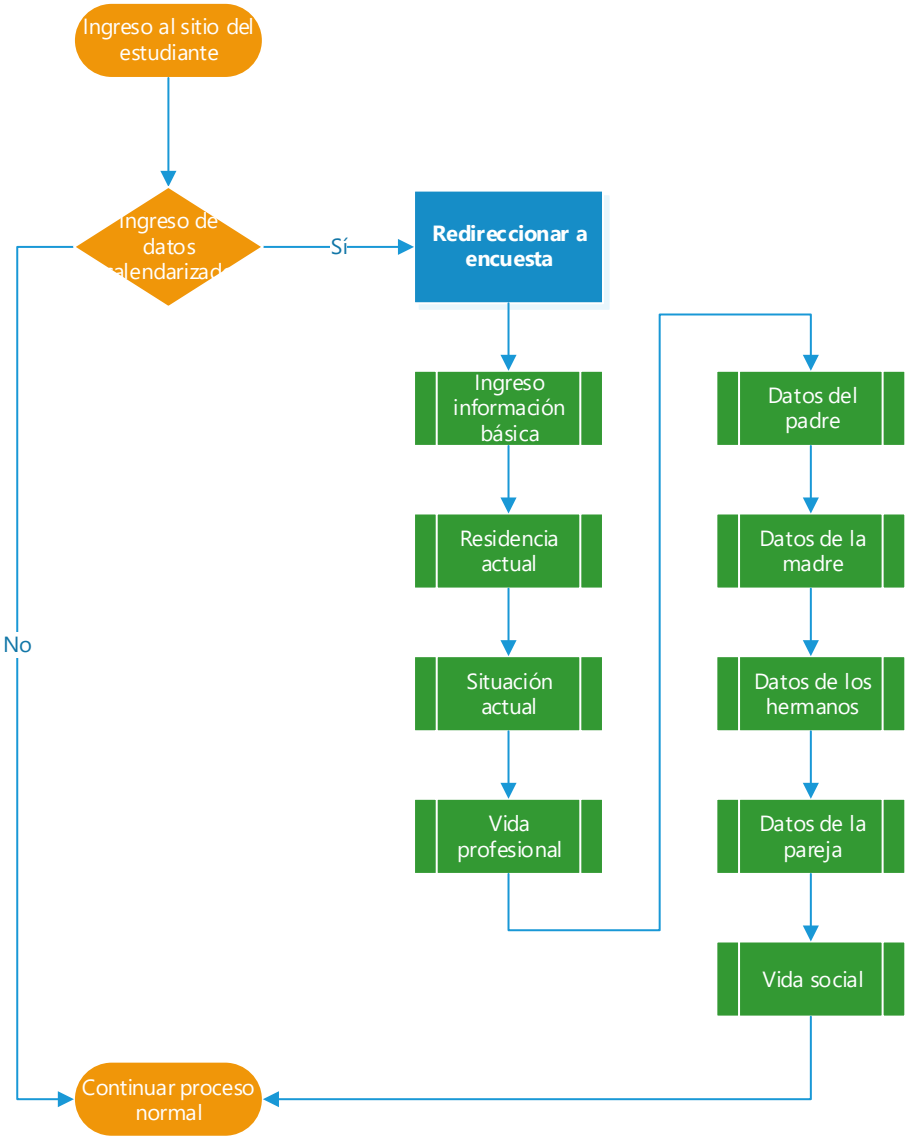 Ingreso al sitio del
estudiante
Ingreso de
datos
calendarizado
Sí
Redireccionar a
encuesta
Ingreso
información
básica
Residencia
actual
Situación
actual
Vida
profesional
Datos del
padre
Datos de la
madre
Datos de los
hermanos
Datos de la
pareja
Vida social
No
Continuar proceso
normal